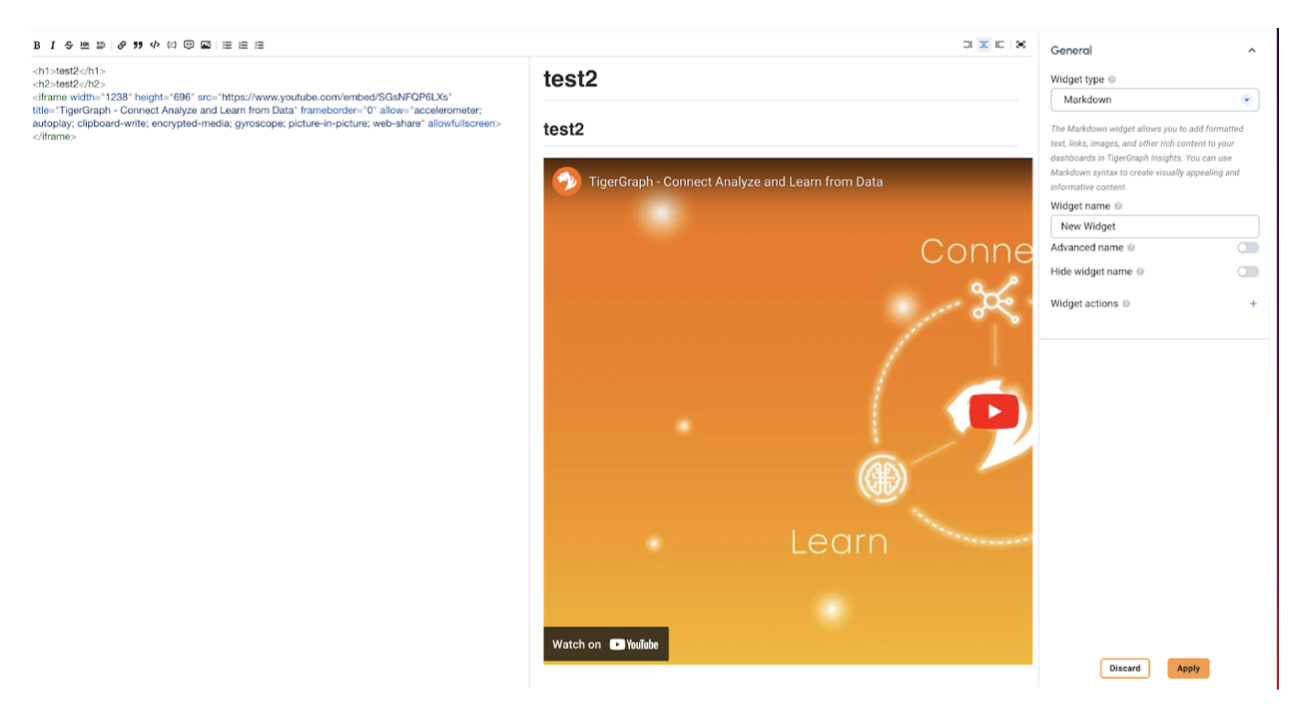 <h1>test2</h1>
<h2>test2</h2>
<iframe width="1238" height="696" src="https://www.youtube.com/embed/SGsNFQP6LXs"
title="TigerGraph - Connect Analyze and Learn from Data" frameborder="0" allow="accelerometer;
autoplay; clipboard-write; encrypted-media; gyroscope; picture-in-picture; web-share" allowfullscreen>
</iframe>
test2
test2
TigerGraph - Connect Analyze and Learn from Data
Conne
Learn
Watch on YouTube
General
Widget type
Markdown
The Markdown widget allows you to add formatted
text, links, images, and other rich content to your
dashboards in TigerGraph Insights. You can use
Markdown syntax to create visually appealing and
informative content.
Widget name
New Widget
Advanced name
Hide widget name
Widget actions
Discard
Apply